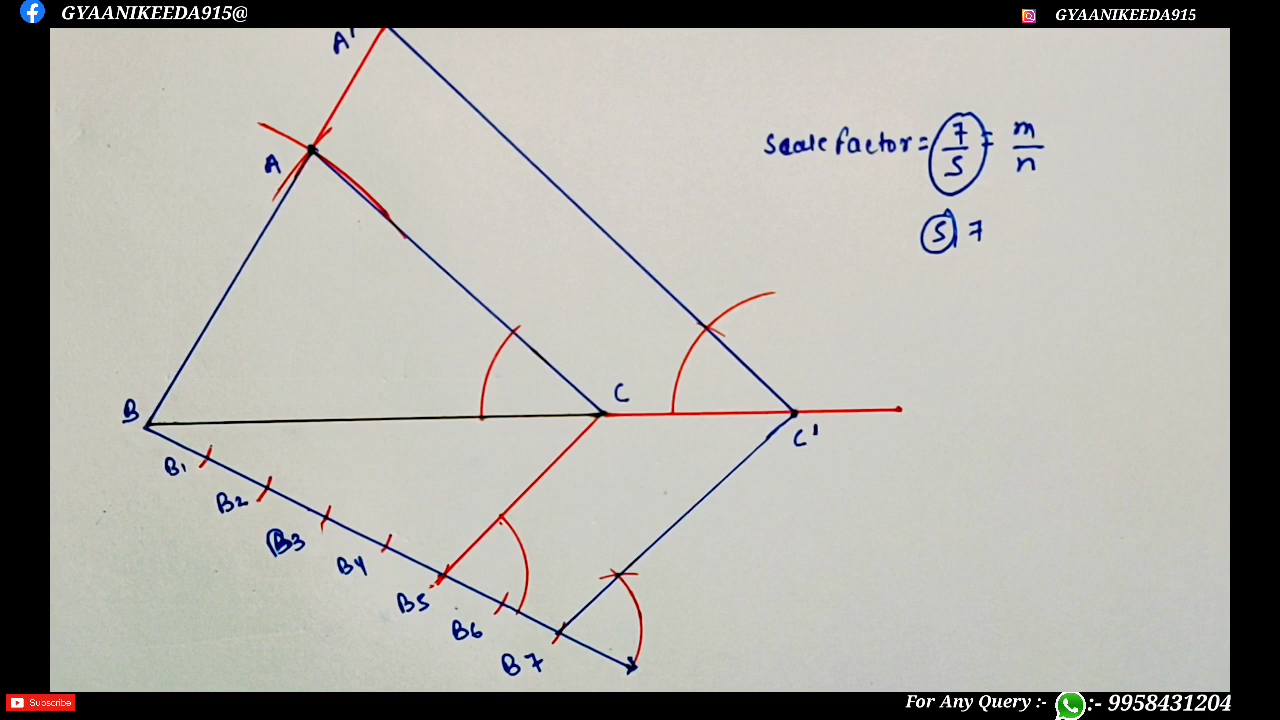 GYAANIKEEDA915@
GYAANIKEEDA915
A'
A
Scale factor = 7/5 = m/n
5, 7
B
C
C'
B1
B2
B3
B4
B5
B6
B7
Subscribe
For Any Query :- :- 9958431204